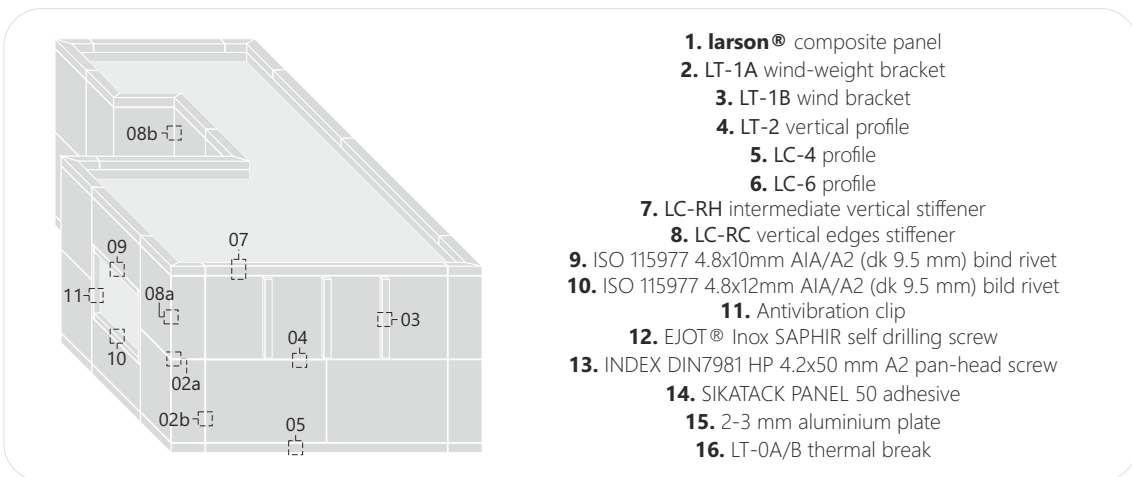 08b
09
07
11
08a
03
04
10
02a
02b
05
1. larson® composite panel
2. LT-1A wind-weight bracket
3. LT-1B wind bracket
4. LT-2 vertical profile
5. LC-4 profile
6. LC-6 profile
7. LC-RH intermediate vertical stiffener
8. LC-RC vertical edges stiffener
9. ISO 115977 4.8x10mm AIA/A2 (dk 9.5 mm) bind rivet
10. ISO 115977 4.8x12mm AIA/A2 (dk 9.5 mm) bild rivet
11. Antivibration clip
12. EJOT® Inox SAPHIR self drilling screw
13. INDEX DIN7981 HP 4.2x50 mm A2 pan-head screw
14. SIKATACK PANEL 50 adhesive
15. 2-3 mm aluminium plate
16. LT-0A/B thermal break